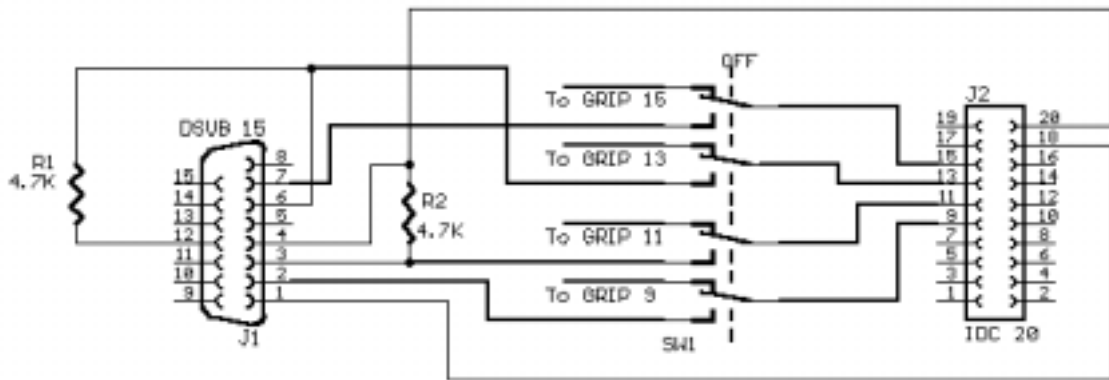 OFF
To GRIP 15
J2
DSUB 15
19 20
17 18
R1
4.7K
8
To GRIP 13
15 16
15 7
13 14
14 6
R2
11 12
13 5
4.7K
To GRIP 11
9 10
12 4
7 8
11 3
5 6
10 2
To GRIP 9
3 4
9 1
1 2
J1
SW1
IDC 20